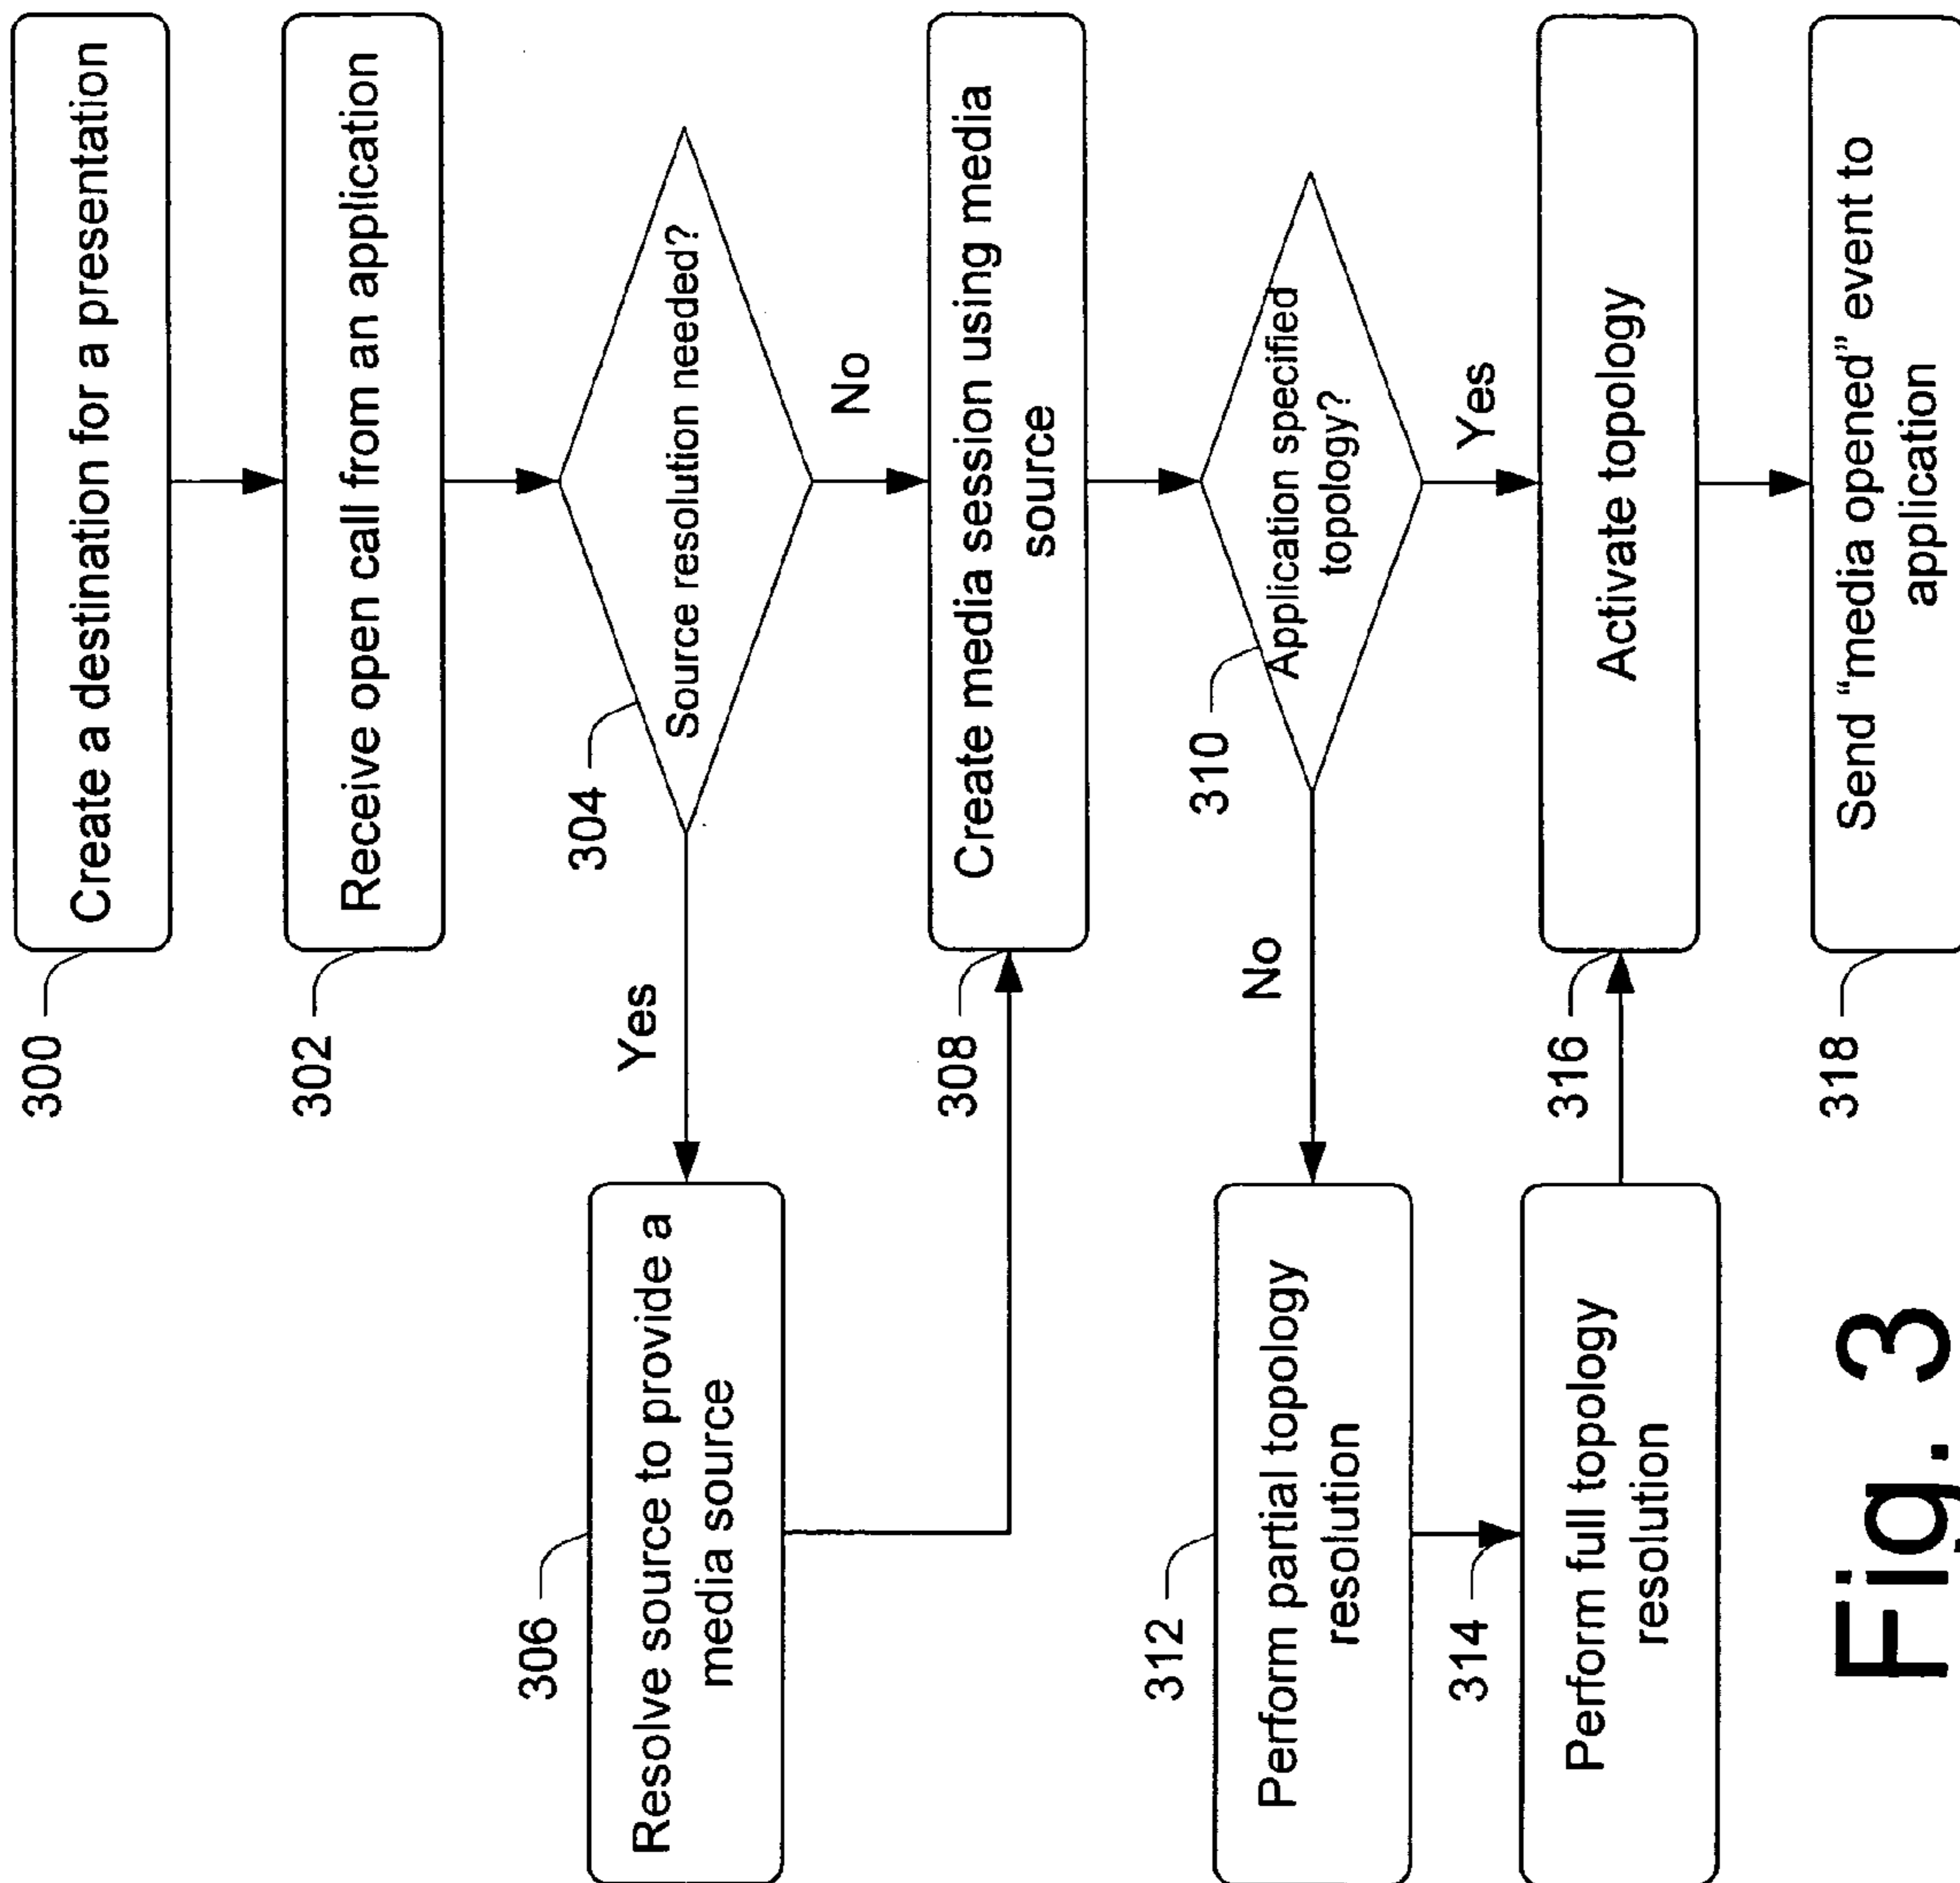 300
Create a destination for a presentation
302
Receive open call from an application
304
Source resolution needed?
Yes
No
306
Resolve source to provide a
media source
308
Create media session using media
source
310
Application specified
topology?
No
Yes
312
Perform partial topology
resolution
314
Perform full topology
resolution
316
Activate topology
318
Send “media opened” event to
application
Fig. 3